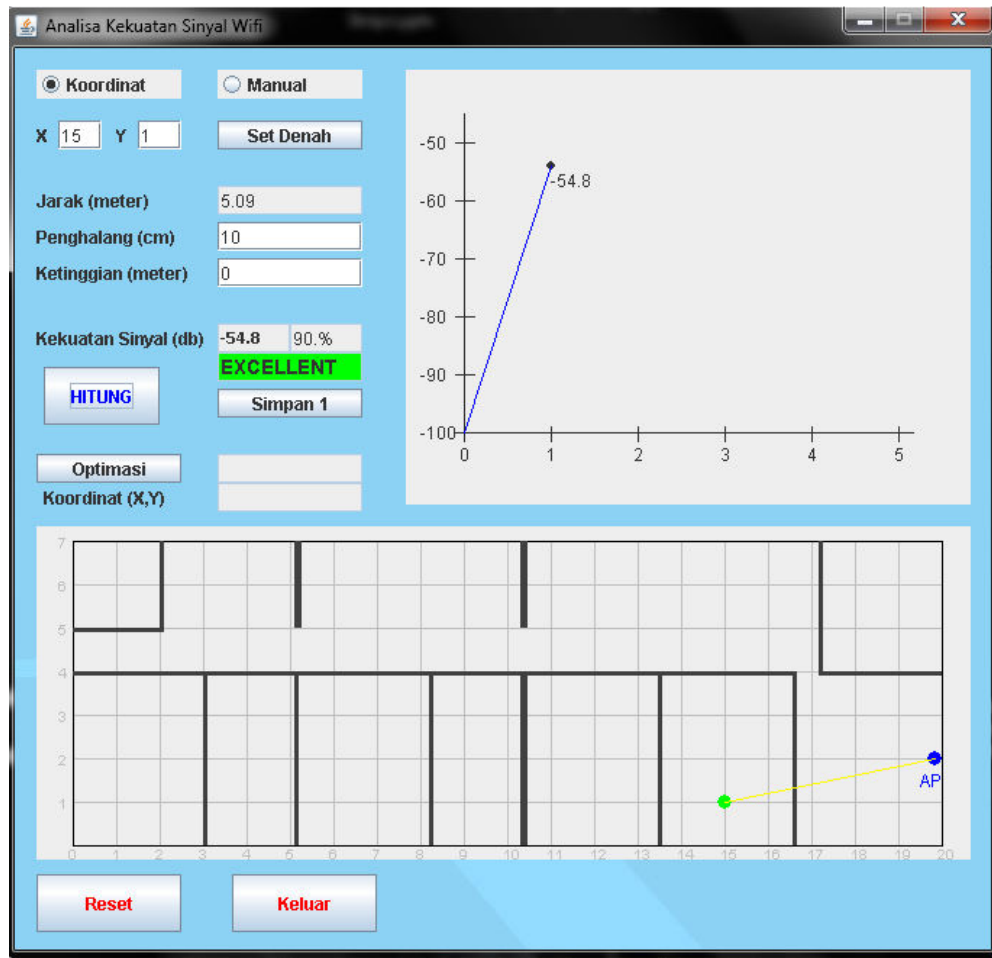 Analisa Kekuatan Sinyal Wifi
Koordinat Manual
X 15 Y 1 Set Denah
Jarak (meter) 5.09
Penghalang (cm) 10
Ketinggian (meter) 0
Kekuatan Sinyal (db) -54.8 90.%
EXCELLENT
HITUNG
Simpan 1
Optimasi
Koordinat (X,Y)
-50
-54.8
-60
-70
-80
-90
-100
0 1 2 3 4 5
7
6
5
4
3
2
AP
1
0 1 2 3 4 5 6 7 8 9 10 11 12 13 14 15 16 17 18 19 20
Reset Keluar